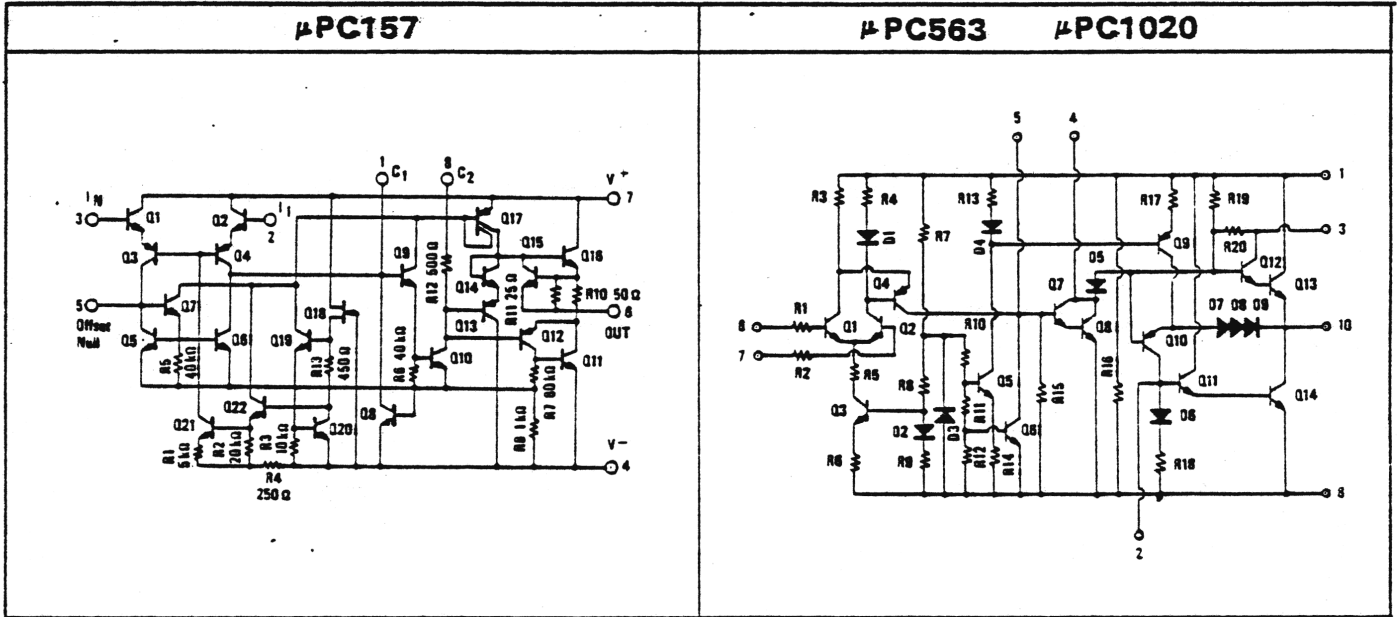 μPC157
μPC563 μPC1020
1 C1
8 C2
V+
7
IN
3
Q1
Q2
II
2
Q17
Q3
Q4
Q9
R12 500Ω
Q15
Q16
Q14
R10 50Ω
5
Offset
Null
Q7
Q18
R11 25Ω
6
OUT
Q13
Q12
Q5
R5
40kΩ
Q6
Q19
R13
450Ω
R6 40kΩ
Q10
Q11
R7 80kΩ
Q22
Q21
Q20
Q8
R8 1kΩ
R1
5kΩ
R2
20kΩ
R3
10kΩ
V-
4
R4
250Ω
5
4
1
R3
R4
R13
R17
R19
D1
R7
D4
Q9
R20
3
D5
Q12
Q4
Q7
Q13
R1
D7 D8 D9
6
Q1
Q2
R10
Q8
10
7
R2
R16
Q10
R5
R8
Q5
Q11
Q3
D2
D3
R11
R15
D6
Q14
Q6
R6
R9
R12
R14
R18
8
2